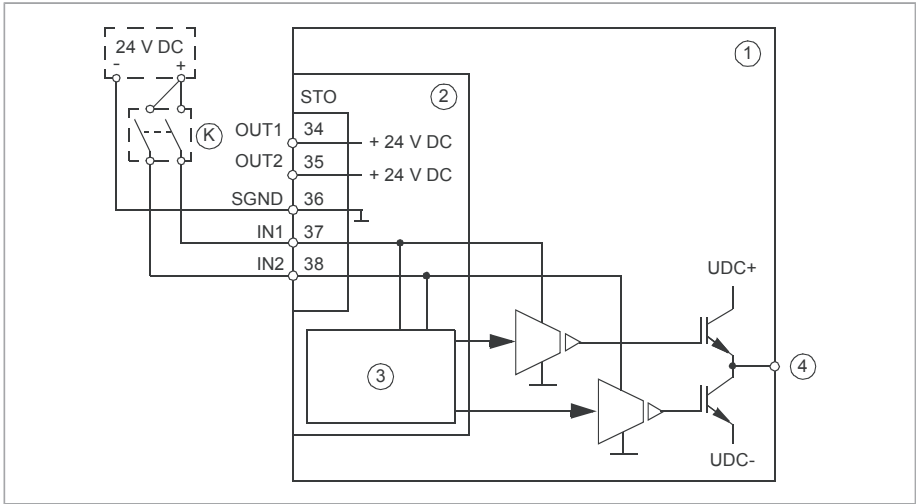 24 V DC
- +
K
1
2
STO
OUT1 34 + 24 V DC
OUT2 35 + 24 V DC
SGND 36
IN1 37
IN2 38
UDC+
3
4
UDC-